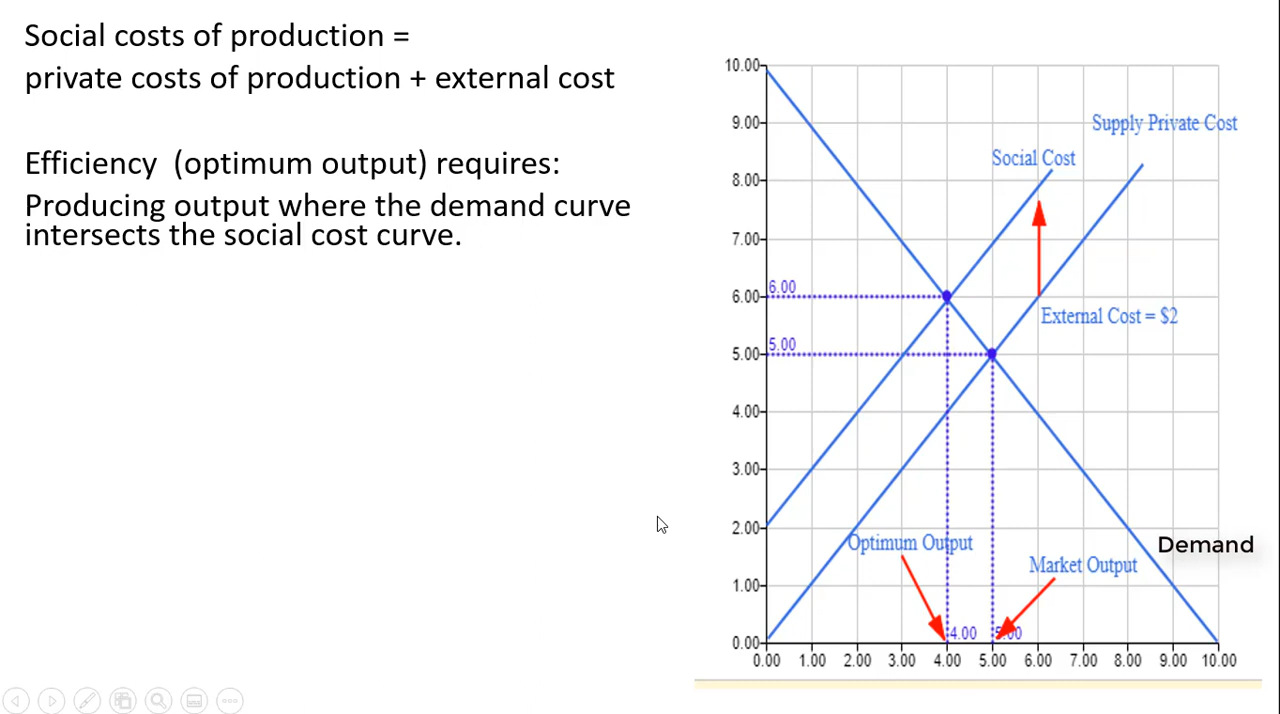 Social costs of production =
private costs of production + external cost
Efficiency (optimum output) requires:
Producing output where the demand curve
intersects the social cost curve.
10.00
9.00
8.00
7.00
6.00
5.00
4.00
3.00
2.00
1.00
0.00
Supply Private Cost
Social Cost
6.00
External Cost = $2
5.00
Optimum Output
Demand
Market Output
4.00
5.00
0.00 1.00 2.00 3.00 4.00 5.00 6.00 7.00 8.00 9.00 10.00